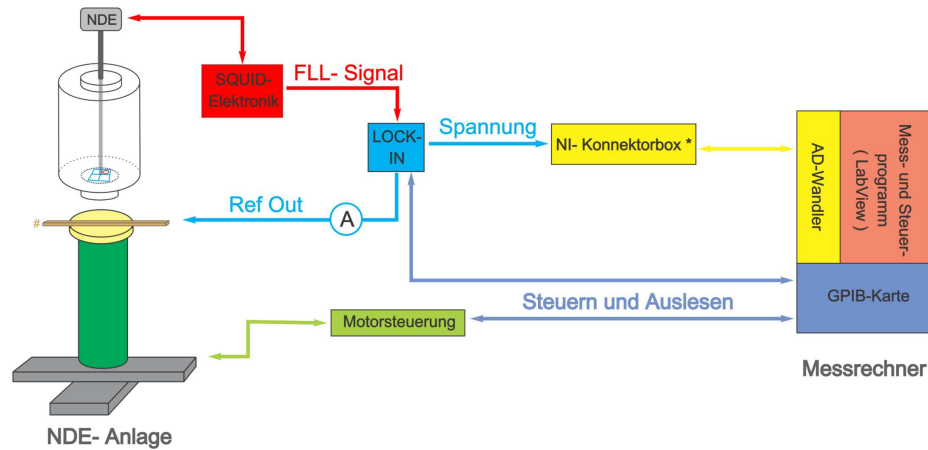 NDE
SQUID-
Elektronik
FLL- Signal
LOCK-
IN
Spannung
NI- Konnektorbox *
AD-Wandler
Mess- und Steuer-
programm
( LabView )
Ref Out
A
#
GPIB-Karte
Steuern und Auslesen
Motorsteuerung
Messrechner
NDE- Anlage